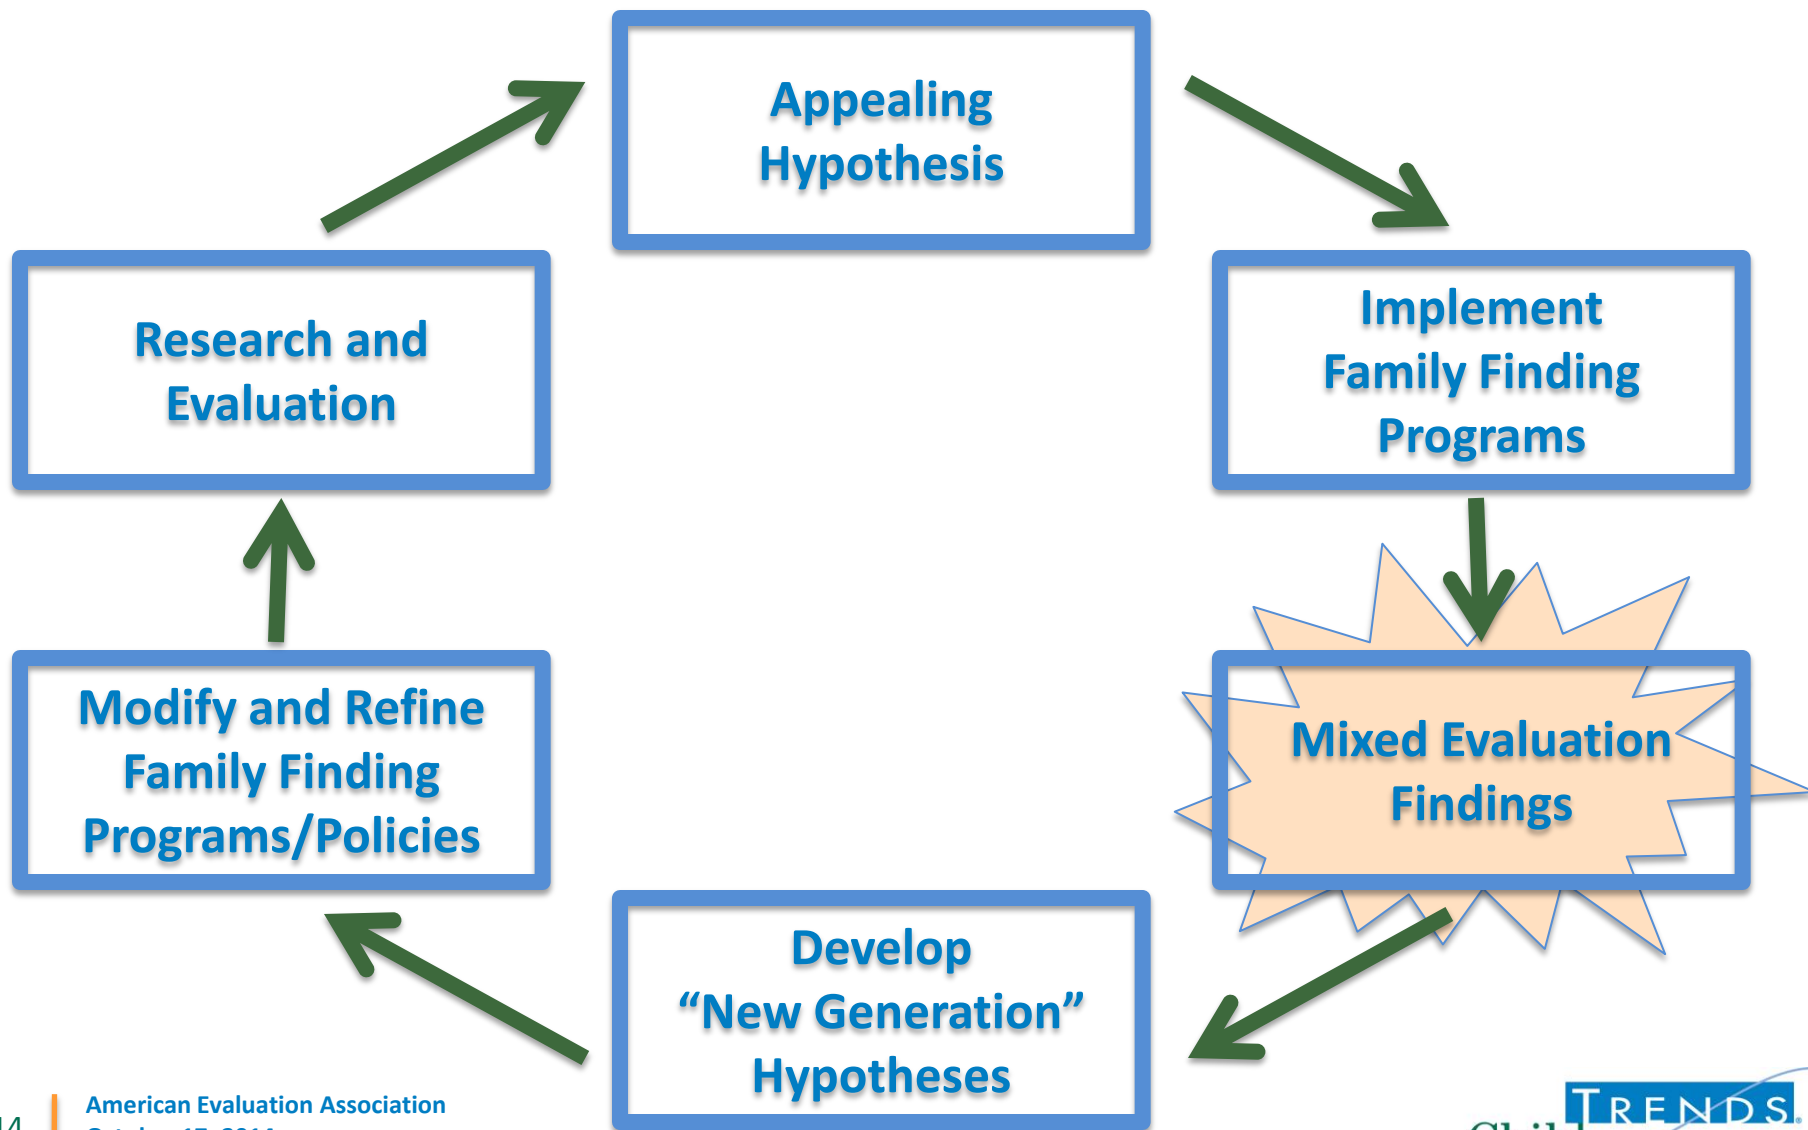 Appealing
Hypothesis
Implement
Family Finding
Programs
Research and
Evaluation
Mixed Evaluation
Findings
Modify and Refine
Family Finding
Programs/Policies
Develop
“New Generation”
Hypotheses
American Evaluation Association
TRENDS®